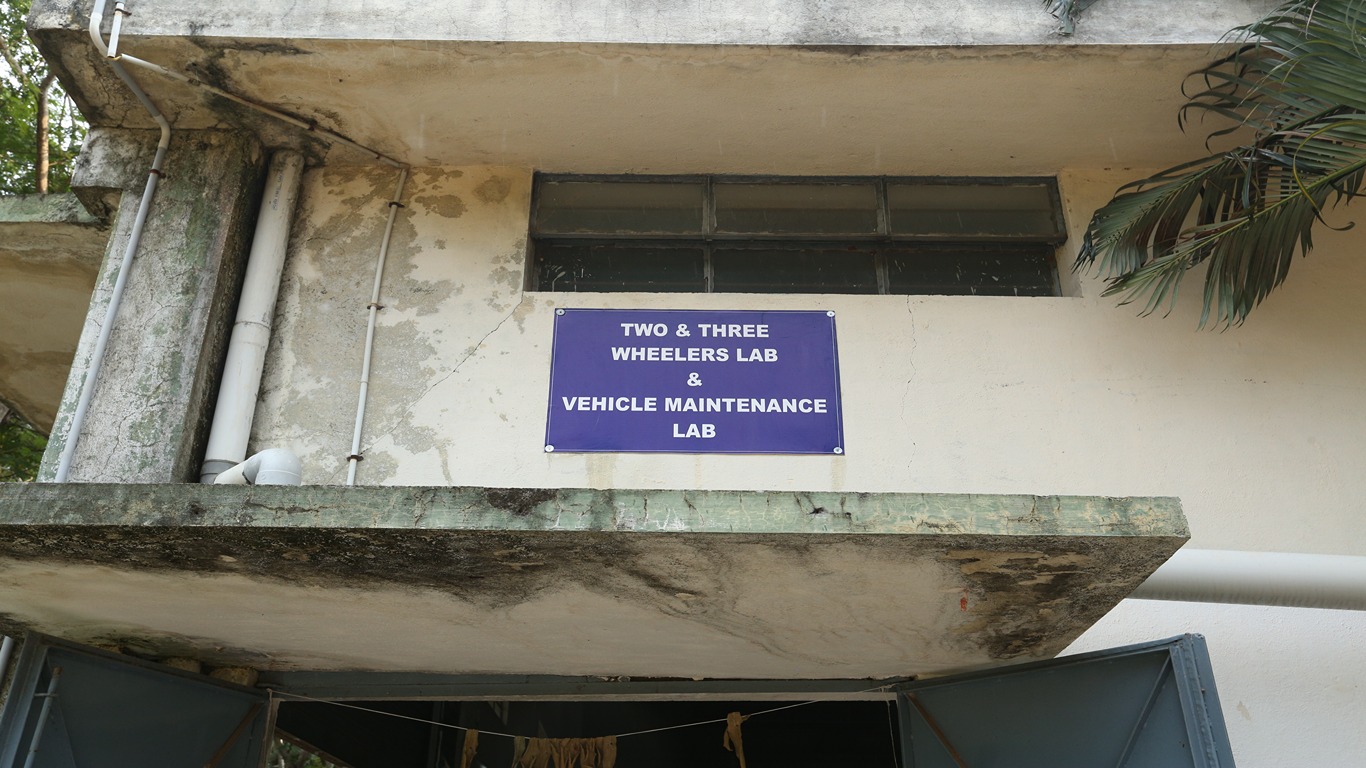 TWO & THREE
WHEELERS LAB
&
VEHICLE MAINTENANCE
LAB